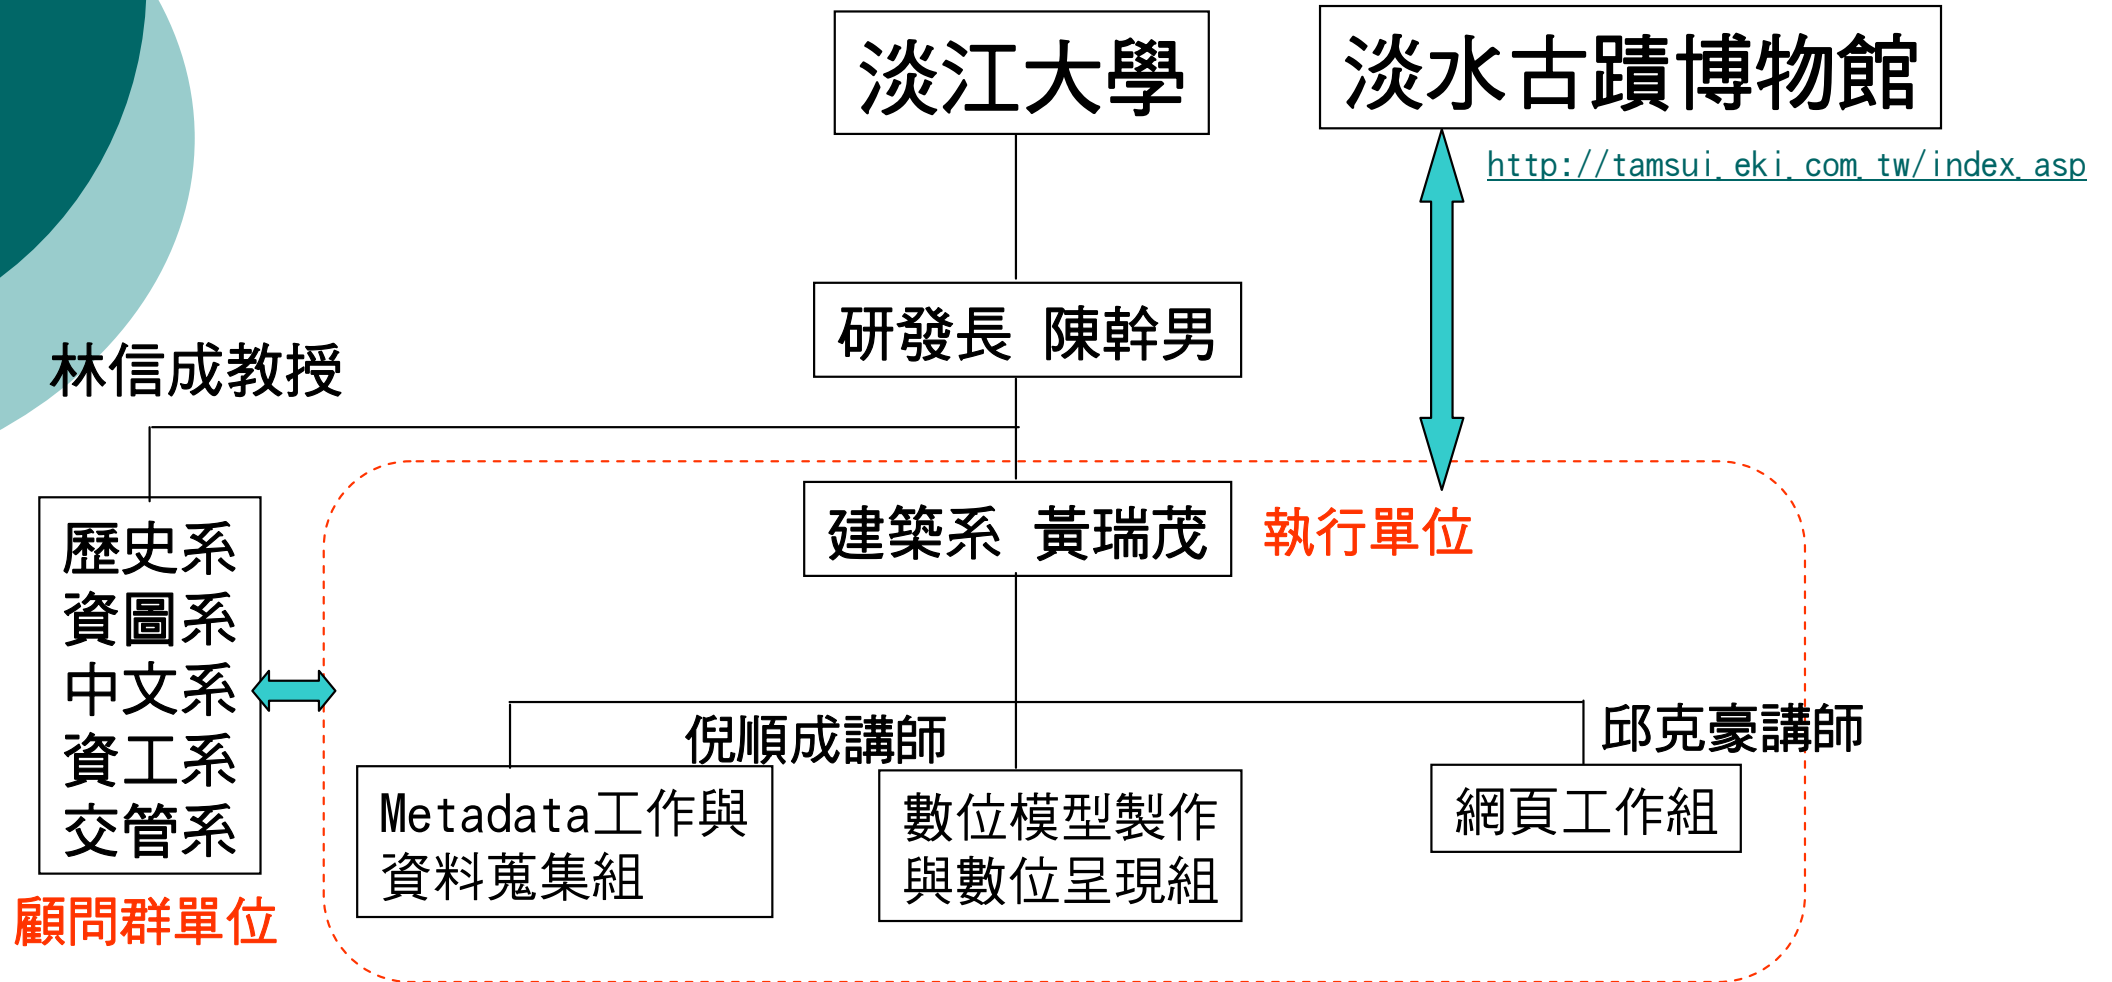 淡江大學
淡水古蹟博物館
http://tamsui.eki.com.tw/index.asp
研發長 陳幹男
林信成教授
建築系 黃瑞茂
執行單位
歷史系
資圖系
中文系
資工系
交管系
顧問群單位
倪順成講師
邱克豪講師
Metadata工作與
資料蒐集組
數位模型製作
與數位呈現組
網頁工作組